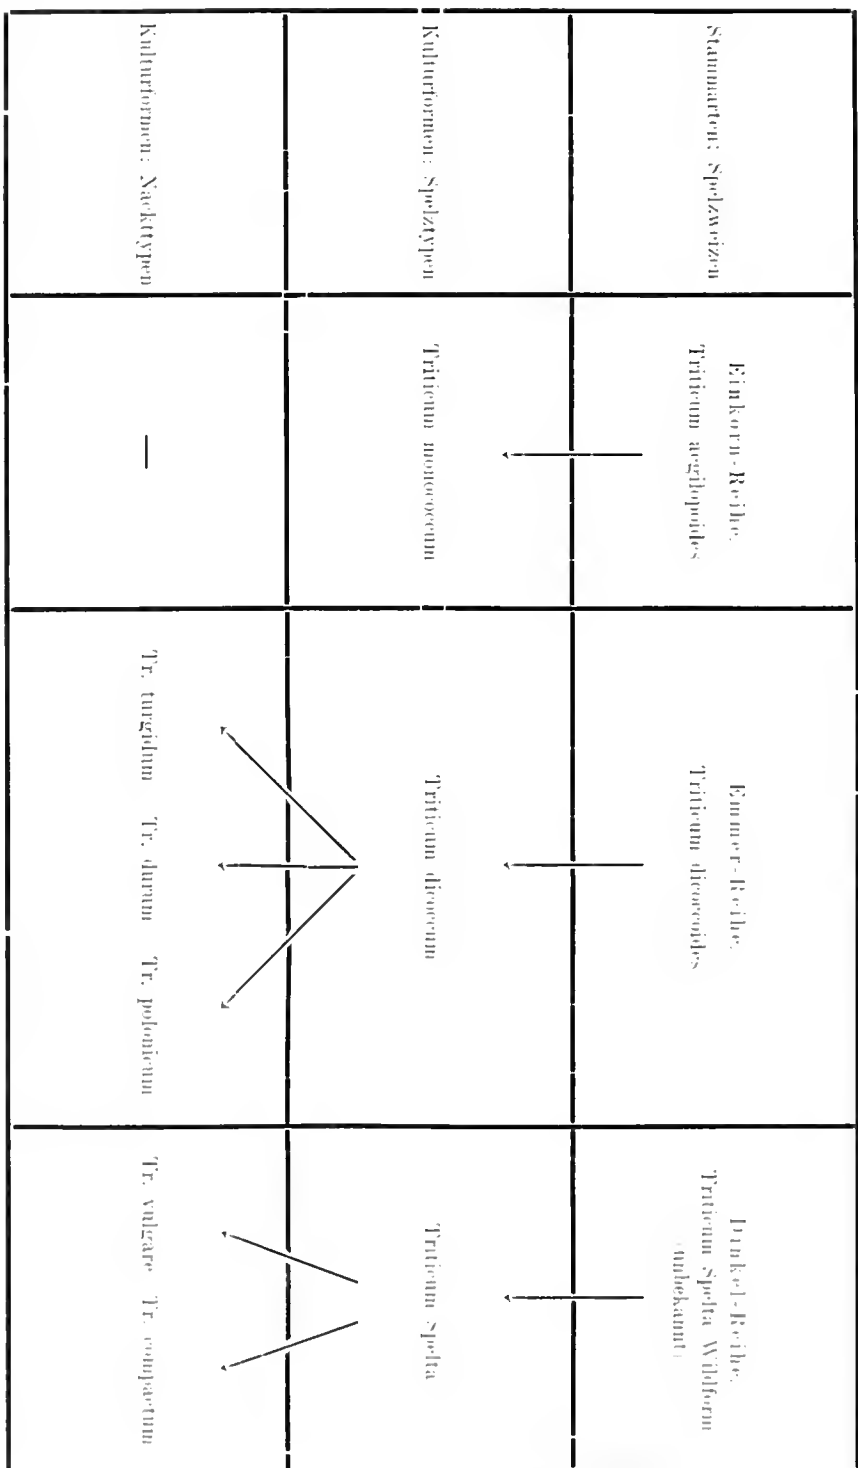 Stammarten: Spelzweizen
Einkorn-Reihe.
Triticum aegilopoides
Emmer-Reihe.
Triticum dicoccoides
Dinkel-Reihe.
Triticum Spelta Wildform
(unbekannt)
Kulturformen: Spelztypen
Triticum monococcum
Triticum dicoccum
Triticum Spelta
Kulturformen: Nackttypen
—
Tr. turgidum Tr. durum Tr. polonicum
Tr. vulgare Tr. compactum